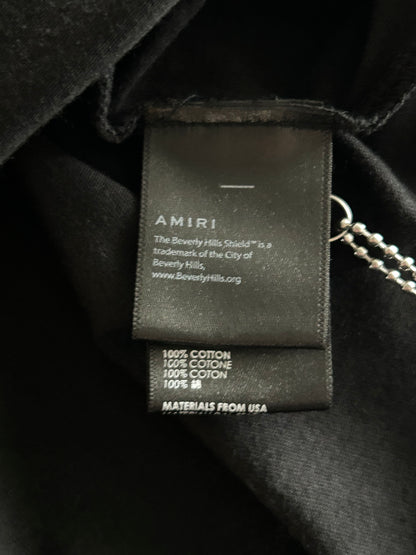 AMIRI
The Beverly Hills Shield™ is a
trademark of the City of
Beverly Hills,
www.BeverlyHills.org
100% COTTON
100% COTONE
100% COTON
100% 綿
MATERIALS FROM USA